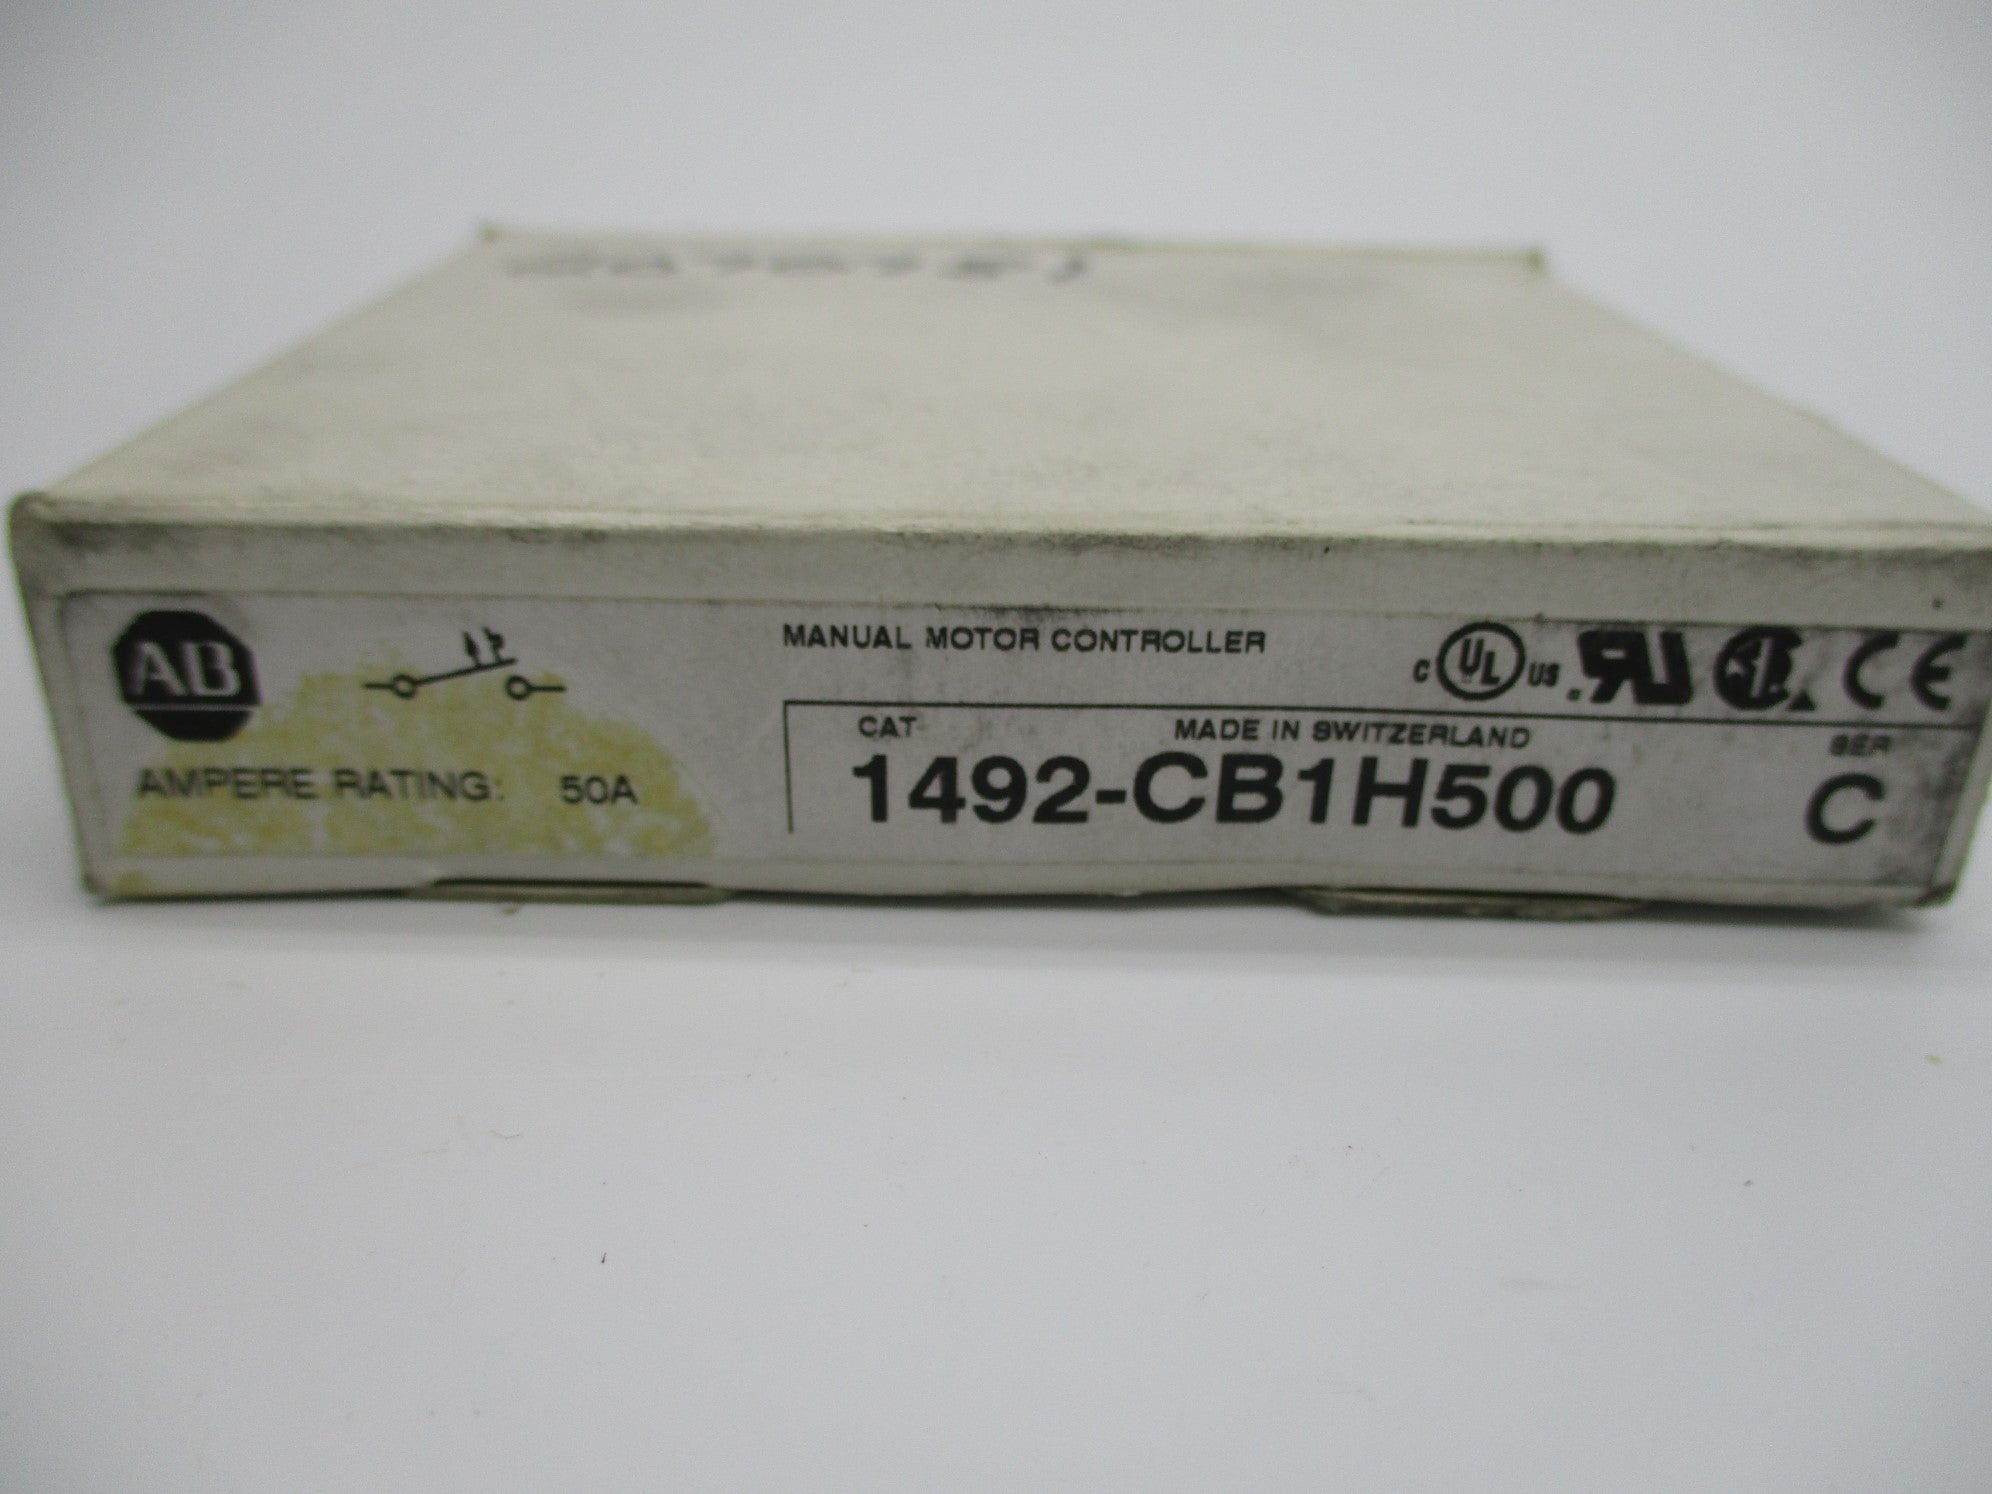 AB
MANUAL MOTOR CONTROLLER
C UL US
CE
CAT
MADE IN SWITZERLAND
SER
AMPERE RATING: 50A
1492-CB1H500
C